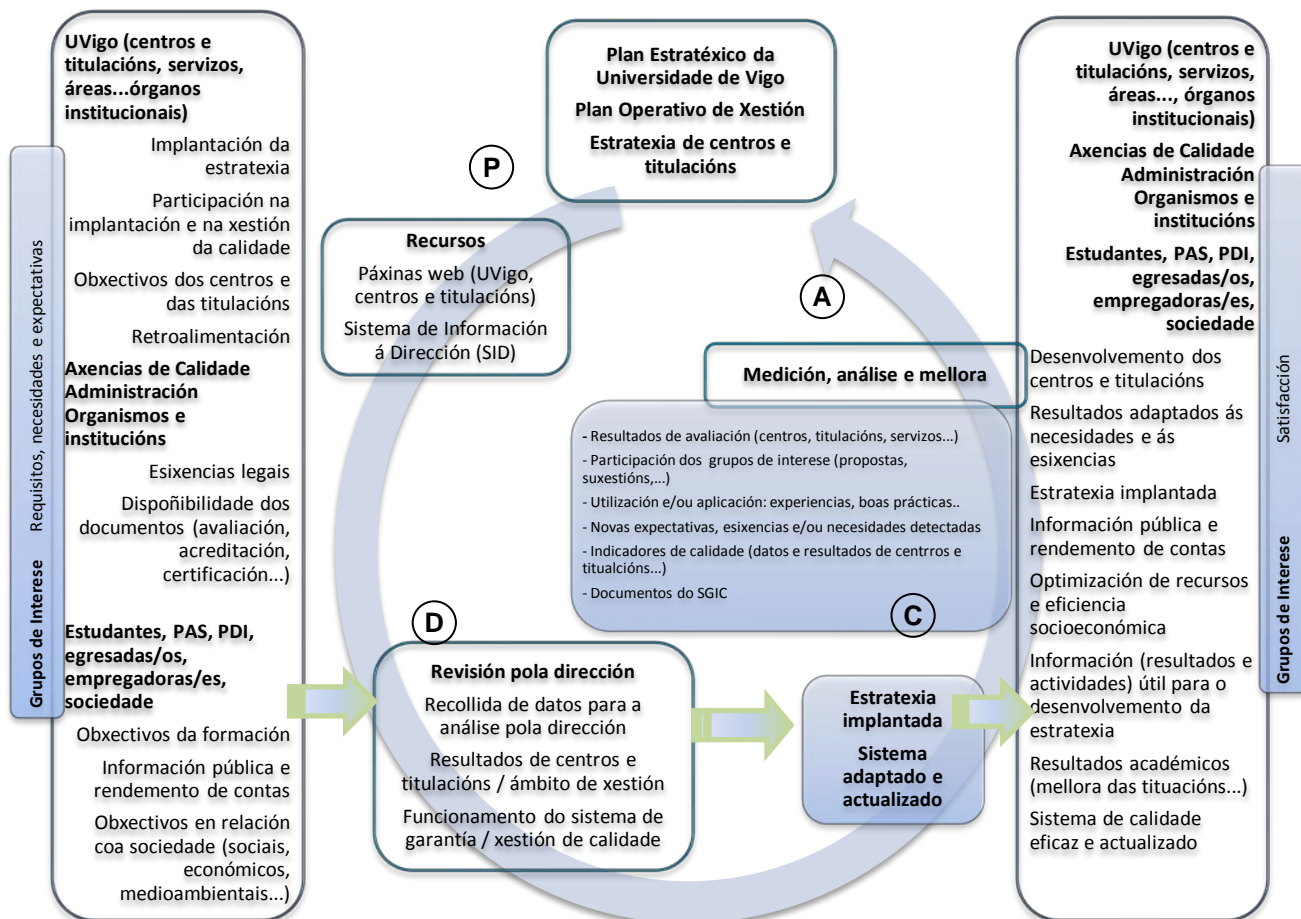 Grupos de Interese Requisitos, necesidades e expectativas
UVigo (centros e
titulacións, servizos,
áreas...órganos
institucionais)
Implantación da
estratexia
Participación na
implantación e na xestión
da calidade
Obxectivos dos centros e
das titulacións
Retroalimentación
Axencias de Calidade
Administración
Organismos e
institucións
Esixencias legais
Dispoñibilidade dos
documentos (avaliación,
acreditación,
certificación...)
Estudantes, PAS, PDI,
egresadas/os,
empregadoras/es,
sociedade
Obxectivos da formación
Información pública e
rendemento de contas
Obxectivos en relación
coa sociedade (sociais,
económicos,
medioambientais...)
Plan Estratéxico da
Universidade de Vigo
Plan Operativo de Xestión
Estratexia de centros e
titulacións
P
Recursos
Páxinas web (UVigo,
centros e titulacións)
Sistema de Información
á Dirección (SID)
A
Medición, análise e mellora
- Resultados de avaliación (centros, titulacións, servizos...)
- Participación dos grupos de interese (propostas,
suxestións,...)
- Utilización e/ou aplicación: experiencias, boas prácticas..
- Novas expectativas, esixencias e/ou necesidades detectadas
- Indicadores de calidade (datos e resultados de centrros e
titualcións...)
- Documentos do SGIC
C
D
Revisión pola dirección
Recollida de datos para a
análise pola dirección
Resultados de centros e
titulacións / ámbito de xestión
Funcionamento do sistema de
garantía / xestión de calidade
Estratexia
implantada
Sistema
adaptado e
actualizado
UVigo (centros e
titulacións, servizos,
áreas..., órganos
institucionais)
Axencias de Calidade
Administración
Organismos e
institucións
Estudantes, PAS, PDI,
egresadas/os,
empregadoras/es,
sociedade
Desenvolvemento dos
centros e titulacións
Resultados adaptados ás
necesidades e ás
esixencias
Estratexia implantada
Información pública e
rendemento de contas
Optimización de recursos
e eficiencia
socioeconómica
Información (resultados e
actividades) útil para o
desenvolvemento da
estratexia
Resultados académicos
(mellora das tituacións...)
Sistema de calidade
eficaz e actualizado
Grupos de Interese Satisfacción